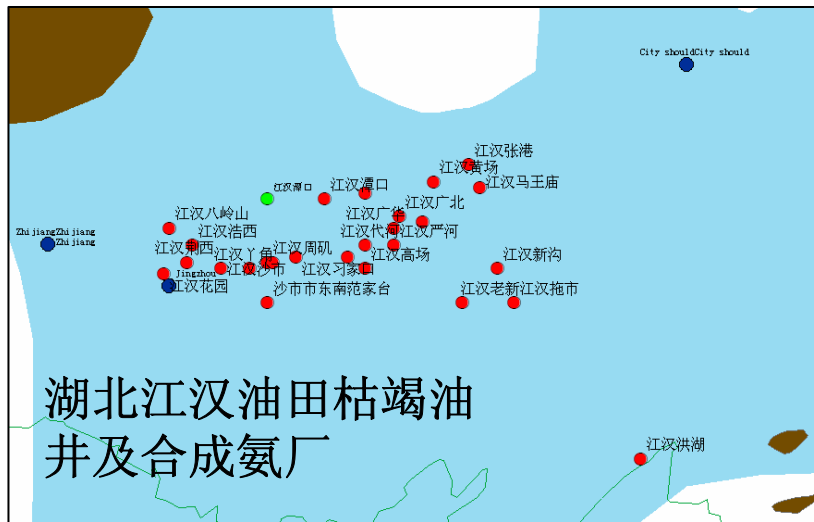 City shouldCity should
江汉张港
江汉黄场
江汉马王庙
江汉潭口
江汉潭口
江汉八岭山
江汉广华
江汉广北
Zhi jiangZhi jiang
Zhi jiang
江汉浩西
江汉代河江汉严河
江汉荆西
江汉丫角
江汉周矶
江汉高场
江汉新沟
Jingzhou
江汉沙市
江汉习家口
江汉花园
沙市市东南范家台
江汉老新江汉拖市
湖北江汉油田枯竭油
井及合成氨厂
江汉洪湖